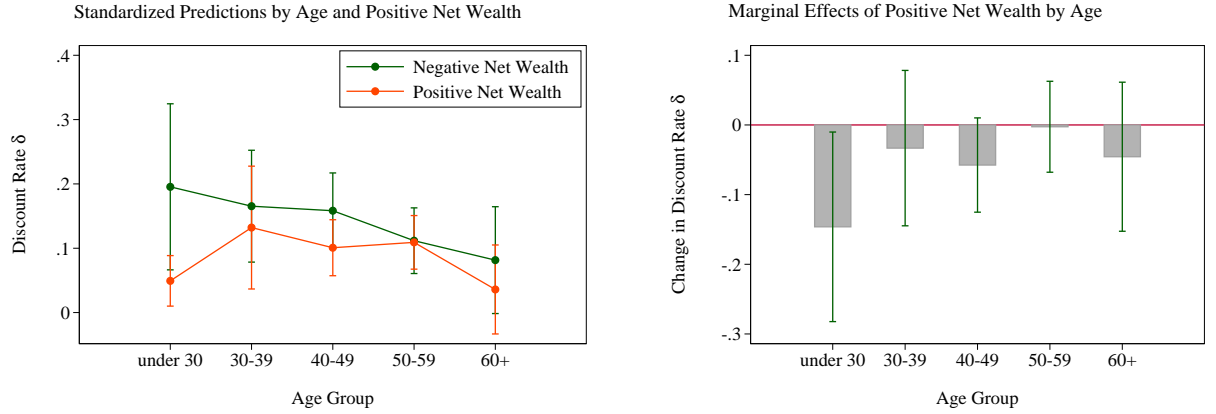 Standardized Predictions by Age and Positive Net Wealth
.4
.3
.2
.1
0
Discount Rate δ
Negative Net Wealth
Positive Net Wealth
under 30 30-39 40-49 50-59 60+
Age Group
Marginal Effects of Positive Net Wealth by Age
.1
0
-.1
-.2
-.3
Change in Discount Rate δ
under 30 30-39 40-49 50-59 60+
Age Group